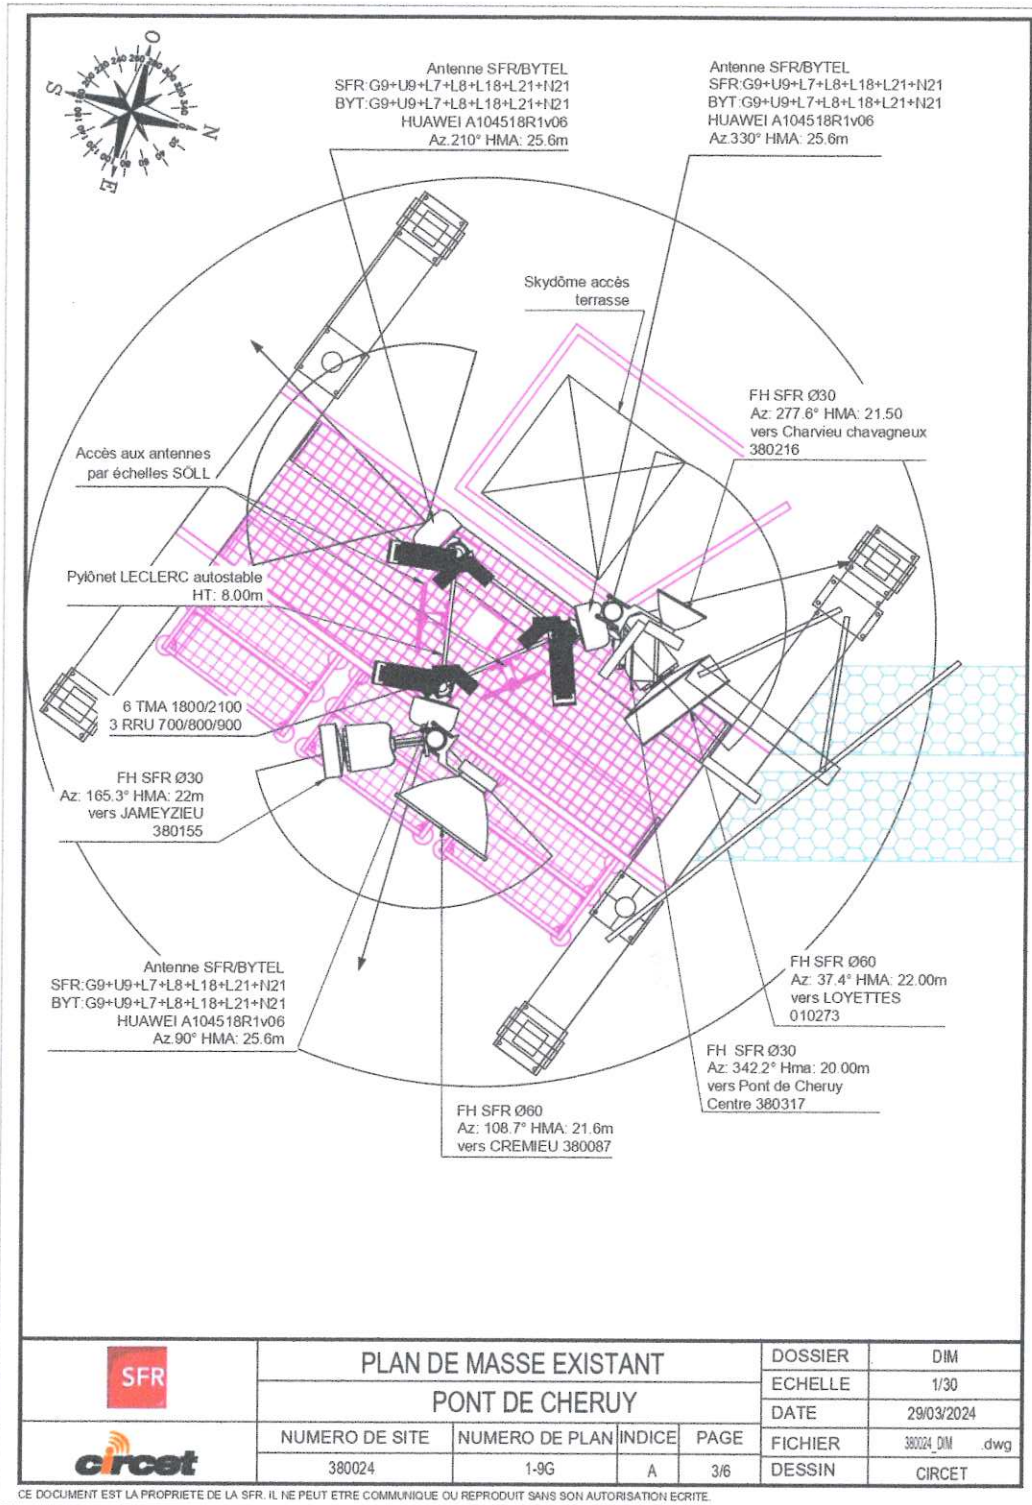 O
S
N
E
Antenne SFR/BYTEL
SFR:G9+U9+L7+L8+L18+L21+N21
BYT:G9+U9+L7+L8+L18+L21+N21
HUAWEI A104518R1v06
Az.210° HMA: 25.6m
Antenne SFR/BYTEL
SFR:G9+U9+L7+L8+L18+L21+N21
BYT:G9+U9+L7+L8+L18+L21+N21
HUAWEI A104518R1v06
Az.330° HMA: 25.6m
Skydôme accès
terrasse
FH SFR Ø30
Az: 277.6° HMA: 21.50
vers Charvieu chavagneux
380216
Accès aux antennes
par échelles SÖLL
Pylônet LECLERC autostable
HT: 8.00m
6 TMA 1800/2100
3 RRU 700/800/900
FH SFR Ø30
Az: 165.3° HMA: 22m
vers JAMEYZIEU
380155
Antenne SFR/BYTEL
SFR:G9+U9+L7+L8+L18+L21+N21
BYT:G9+U9+L7+L8+L18+L21+N21
HUAWEI A104518R1v06
Az.90° HMA: 25.6m
FH SFR Ø60
Az: 37.4° HMA: 22.00m
vers LOYETTES
010273
FH SFR Ø30
Az: 342.2° Hma: 20.00m
vers Pont de Cheruy
Centre 380317
FH SFR Ø60
Az: 108.7° HMA: 21.6m
vers CREMIEU 380087
SFR
circet
PLAN DE MASSE EXISTANT
PONT DE CHERUY
NUMERO DE SITE NUMERO DE PLAN INDICE PAGE
380024 1-9G A 3/6
DOSSIER DIM
ECHELLE 1/30
DATE 29/03/2024
FICHIER 380024_DIM .dwg
DESSIN CIRCET
CE DOCUMENT EST LA PROPRIETE DE LA SFR. IL NE PEUT ETRE COMMUNIQUE OU REPRODUIT SANS SON AUTORISATION ECRITE.